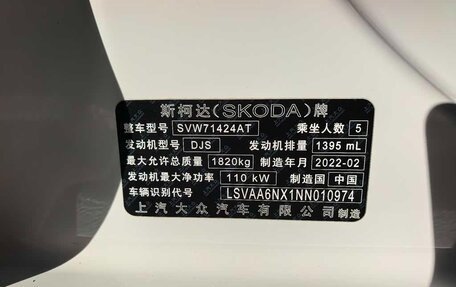 斯柯达(SKODA)牌
整车型号 SVW71424AT 乘坐人数 5
发动机型号 DJS 发动机排量 1395 mL
最大允许总质量 1820kg 制造年月 2022-02
发动机最大净功率 110 kW 制造国 中国
车辆识别代号 LSVAA6NX1NN010974
上汽大众汽车有限公司制造